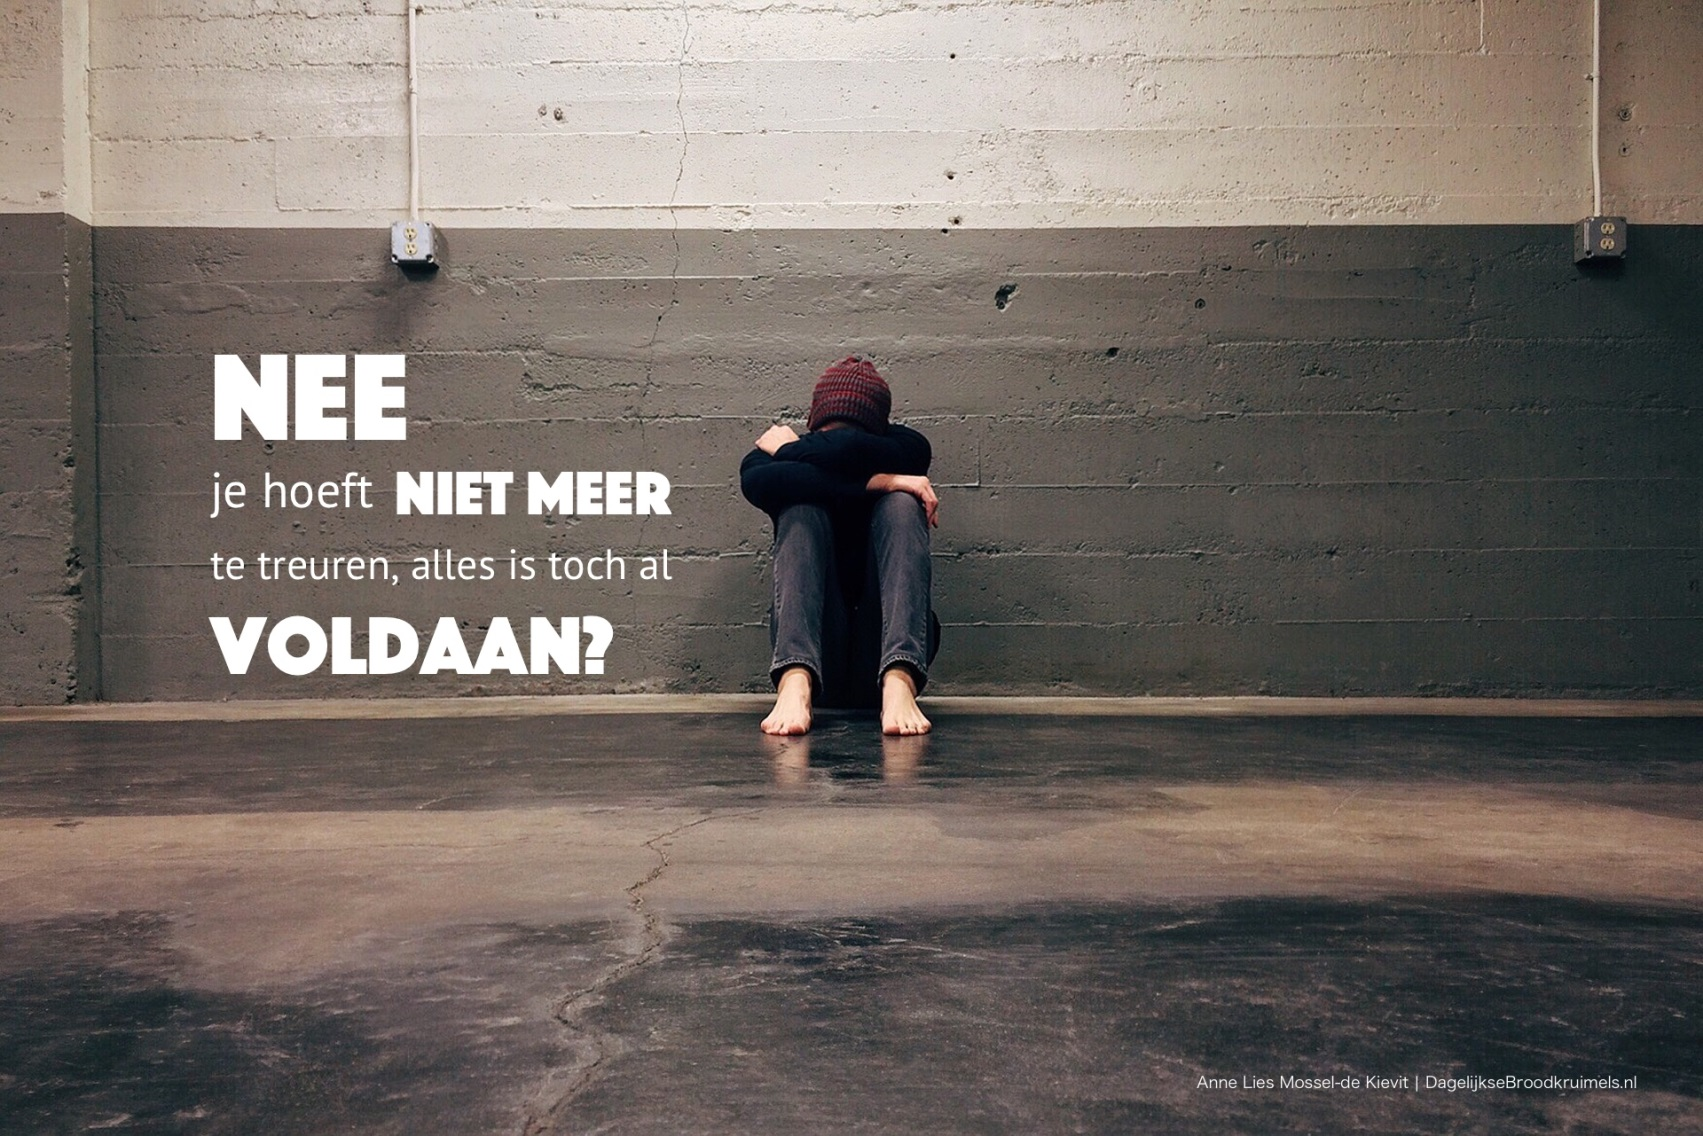 NEE
je hoeft NIET MEER
te treuren, alles is toch al
VOLDAAN?
Anne Lies Mossel-de Kievit | DagelijkseBroodkruimels.nl